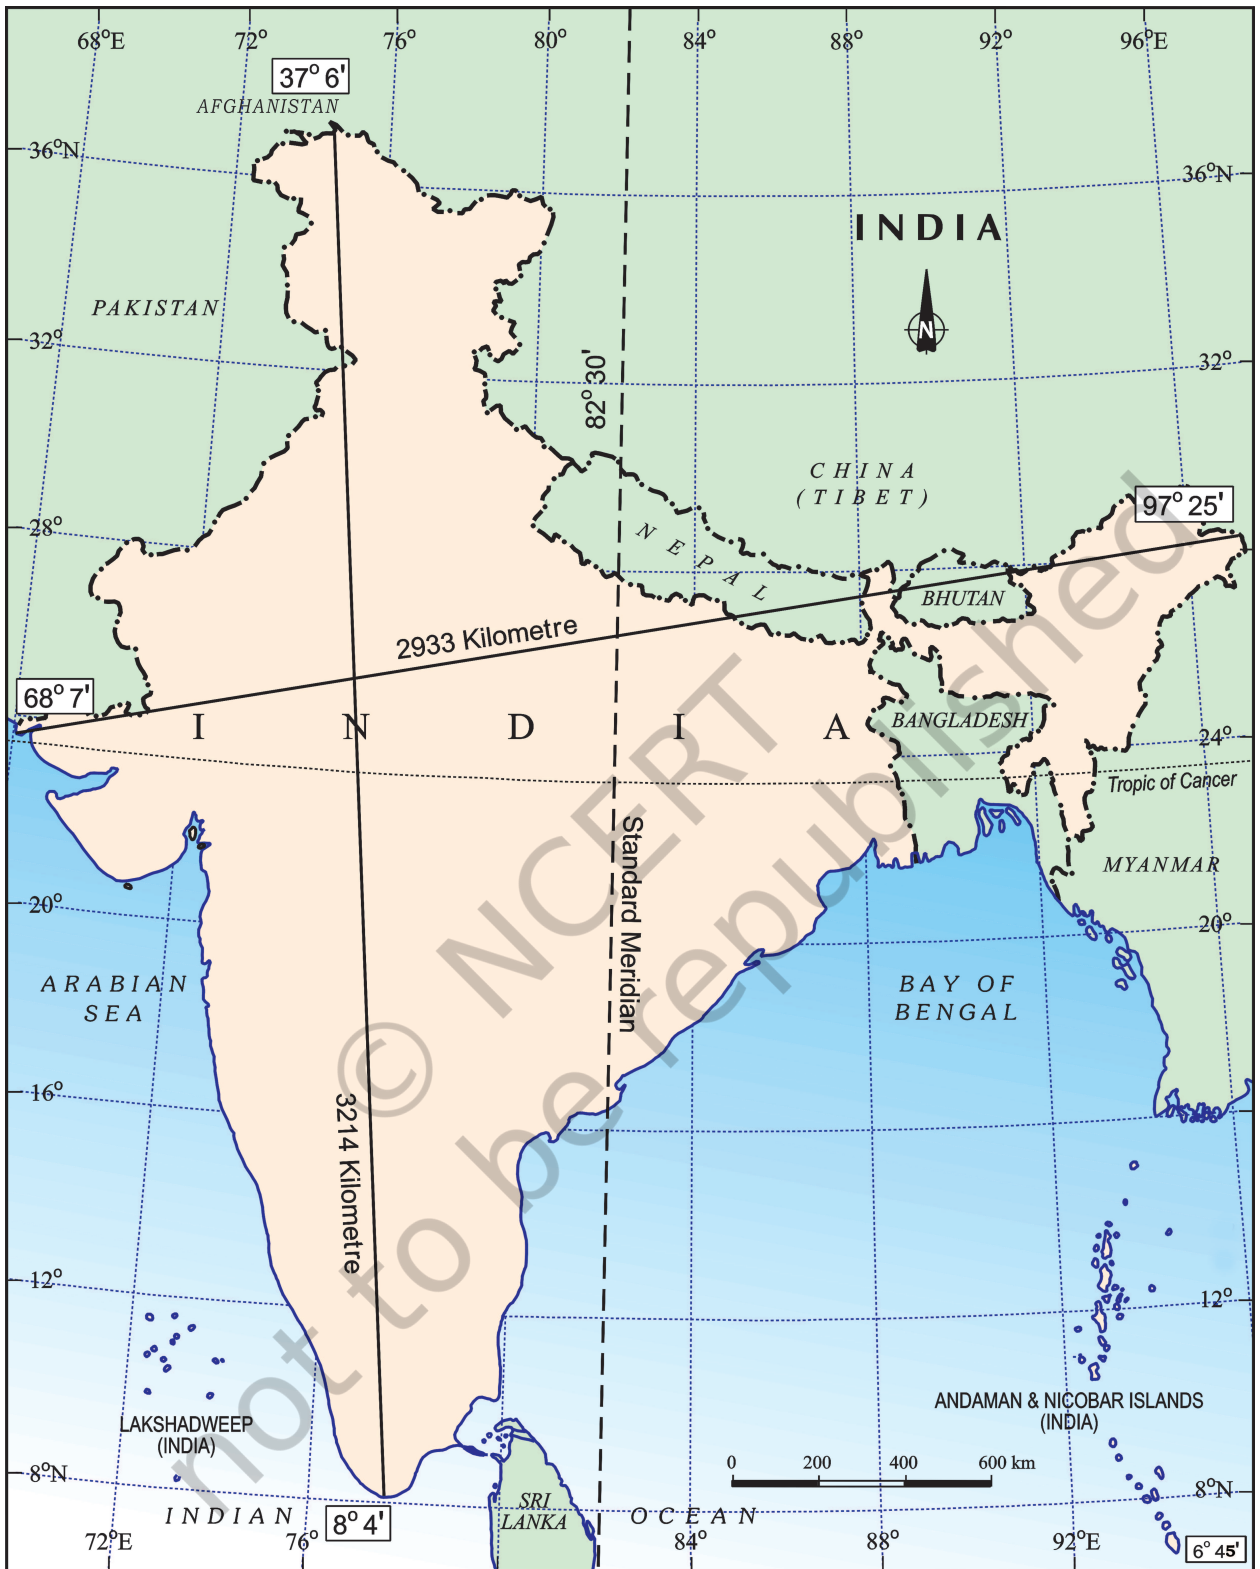 68°E 72° 76° 80° 84° 88° 92° 96°E
37° 6'
AFGHANISTAN
36°N
36°N
INDIA
PAKISTAN
N
32°
32°
82° 30'
CHINA
(TIBET)
97° 25'
28°
NEPAL
BHUTAN
2933 Kilometre
68° 7'
INDIA
BANGLADESH
24°
Tropic of Cancer
Standard Meridian
MYANMAR
20°
20°
ARABIAN
SEA
BAY OF
BENGAL
16°
3214 Kilometre
12°
12°
LAKSHADWEEP
(INDIA)
ANDAMAN & NICOBAR ISLANDS
(INDIA)
0 200 400 600 km
8°N
8°N
INDIAN
8° 4'
SRI
LANKA
OCEAN
72°E 76° 84° 88° 92°E
6° 45'
© NCERT
not to be republished